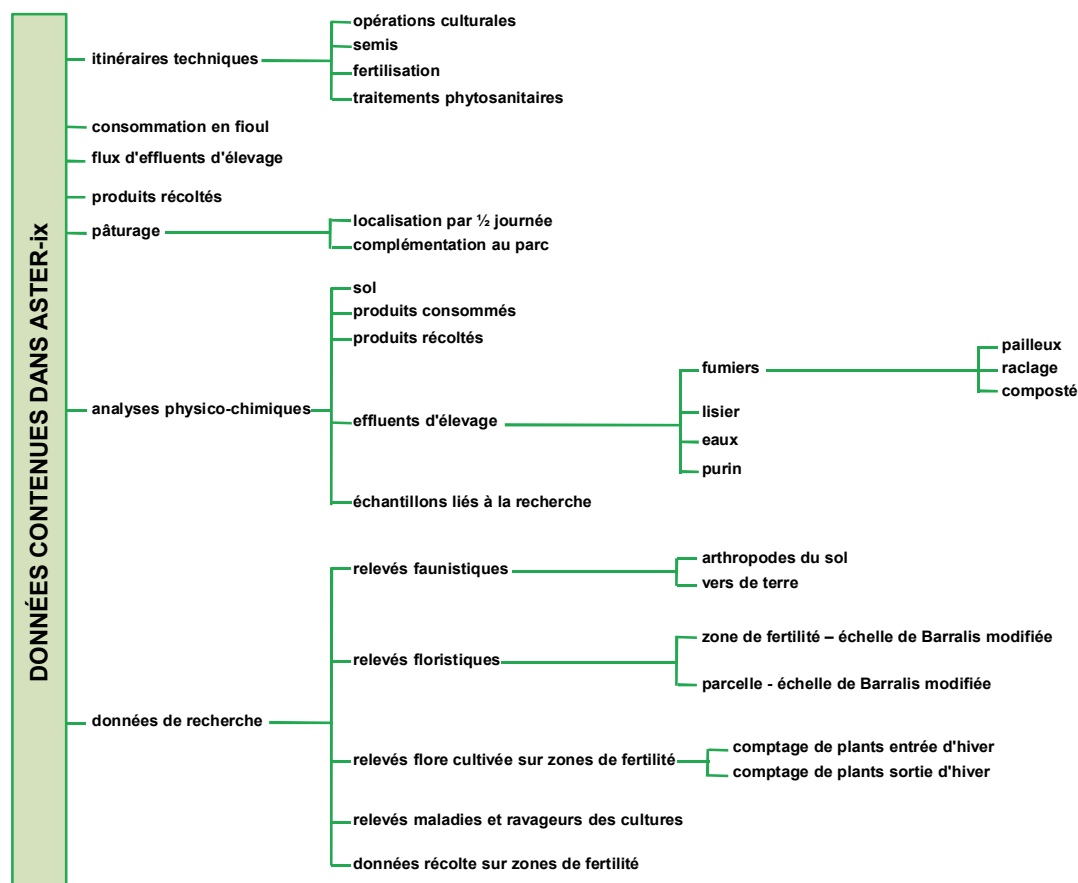 DONNÉES CONTENUES DANS ASTER-ix
itinéraires techniques
opérations culturales
semis
fertilisation
traitements phytosanitaires
consommation en fioul
flux d'effluents d'élevage
produits récoltés
pâturage
localisation par ½ journée
complémentation au parc
analyses physico-chimiques
sol
produits consommés
produits récoltés
effluents d'élevage
fumiers
pailleux
raclage
composté
lisier
eaux
purin
échantillons liés à la recherche
données de recherche
relevés faunistiques
arthropodes du sol
vers de terre
relevés floristiques
zone de fertilité – échelle de Barralis modifiée
parcelle - échelle de Barralis modifiée
relevés flore cultivée sur zones de fertilité
comptage de plants entrée d'hiver
comptage de plants sortie d'hiver
relevés maladies et ravageurs des cultures
données récolte sur zones de fertilité